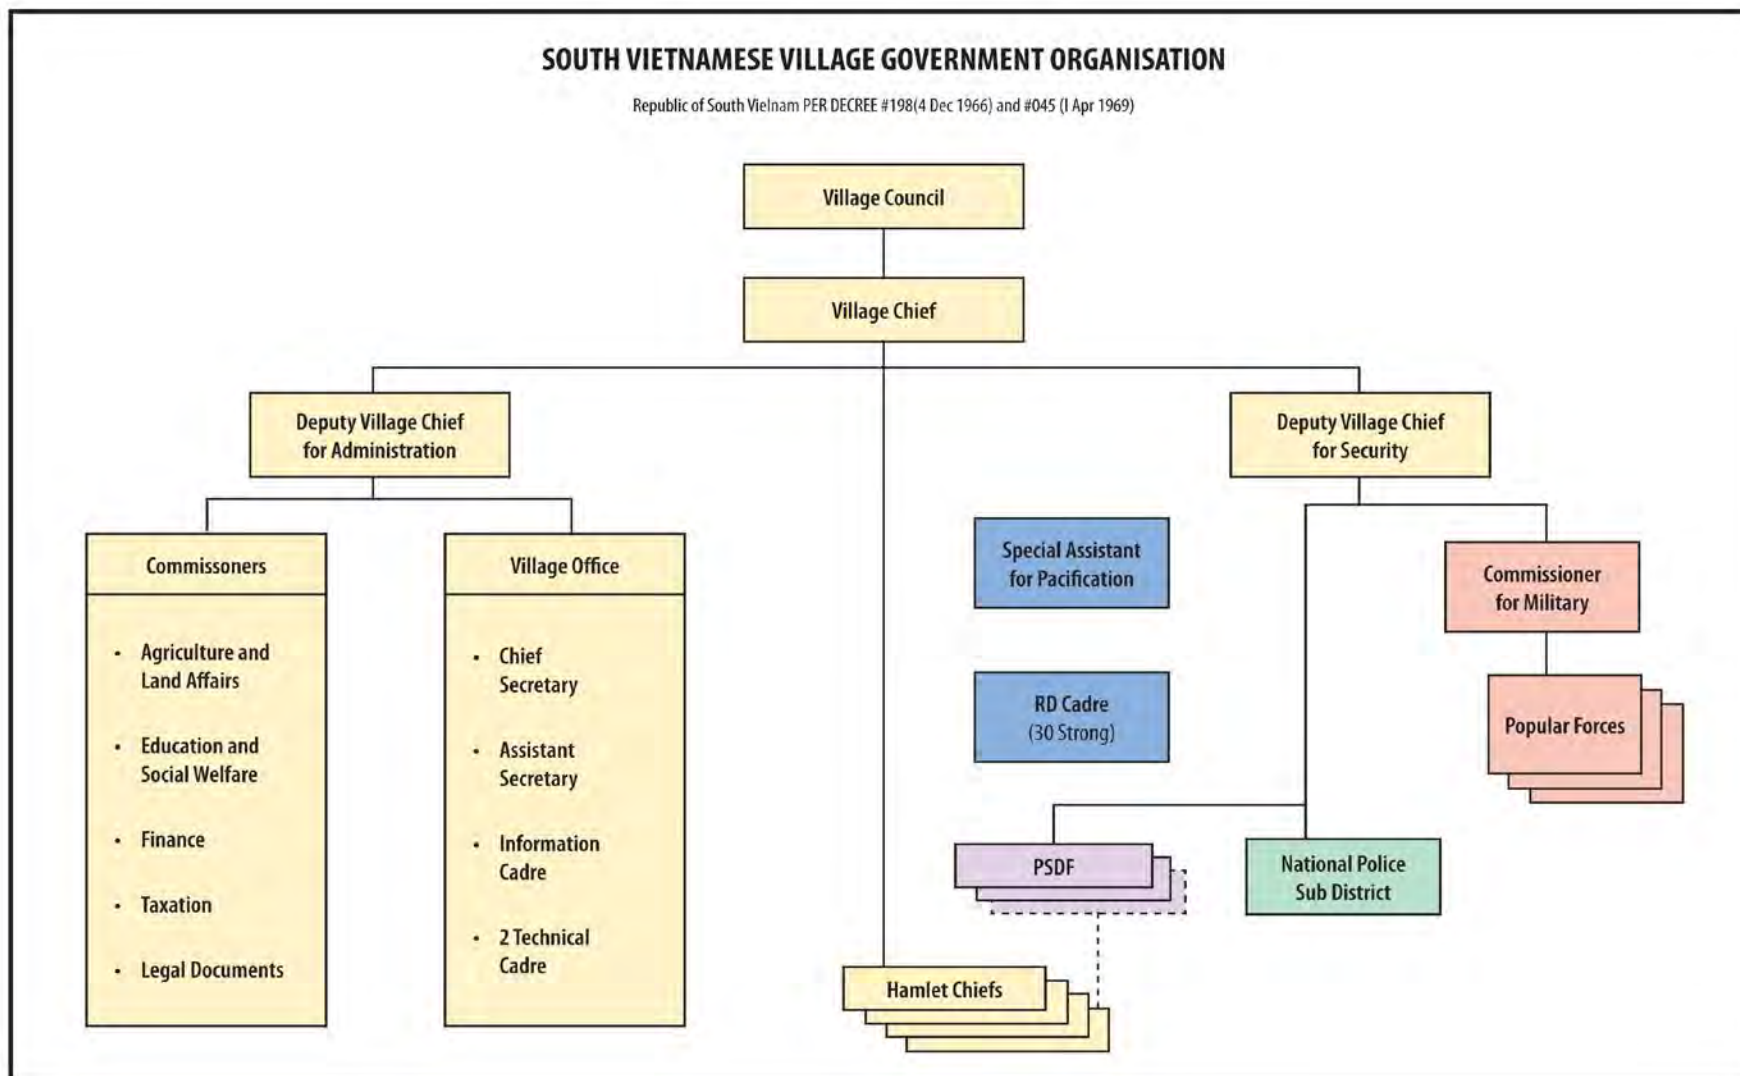 SOUTH VIETNAMESE VILLAGE GOVERNMENT ORGANISATION
Republic of South Vielnam PER DECREE #198(4 Dec 1966) and #045 (l Apr 1969)
Village Council
Village Chief
Deputy Village Chief
for Administration
Deputy Village Chief
for Security
Commissoners
• Agriculture and
Land Affairs
• Education and
Social Welfare
• Finance
• Taxation
• Legal Documents
Village Office
• Chief
Secretary
• Assistant
Secretary
• Information
Cadre
• 2 Technical
Cadre
Special Assistant
for Pacification
RD Cadre
(30 Strong)
Commissioner
for Military
Popular Forces
PSDF
National Police
Sub District
Hamlet Chiefs